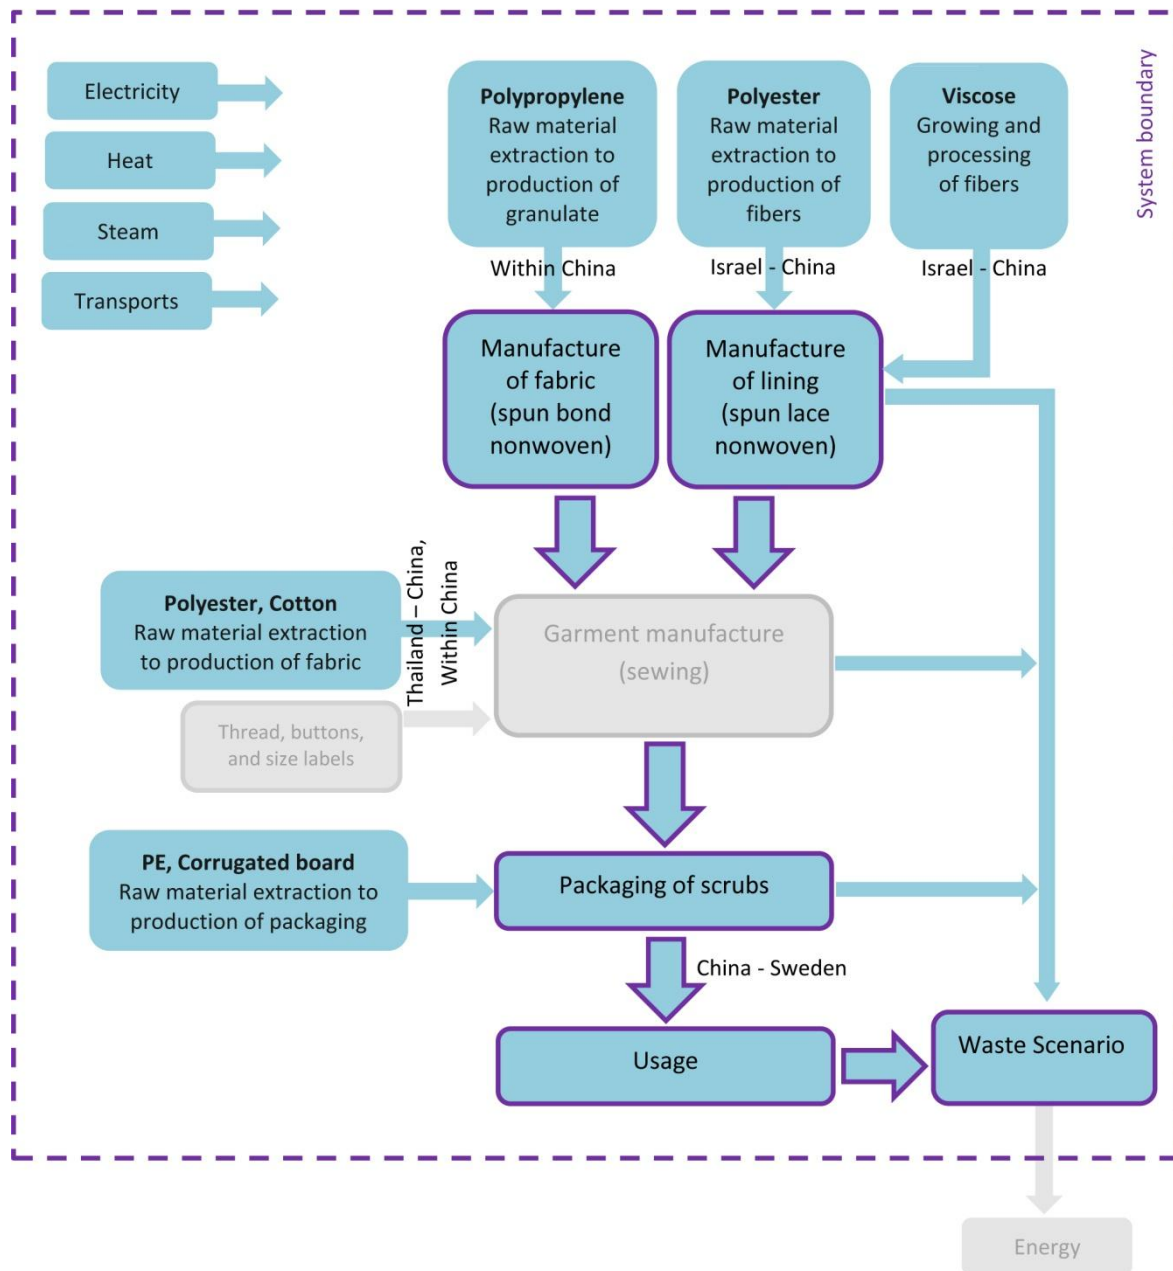 System boundary
Electricity
Heat
Steam
Transports
Polypropylene
Raw material
extraction to
production of
granulate
Polyester
Raw material
extraction to
production of
fibers
Viscose
Growing and
processing
of fibers
Within China
Israel - China
Israel - China
Manufacture
of fabric
(spun bond
nonwoven)
Manufacture
of lining
(spun lace
nonwoven)
Polyester, Cotton
Raw material extraction
to production of fabric
Thailand – China,
Within China
Garment manufacture
(sewing)
Thread, buttons,
and size labels
PE, Corrugated board
Raw material extraction to
production of packaging
Packaging of scrubs
China - Sweden
Usage
Waste Scenario
Energy